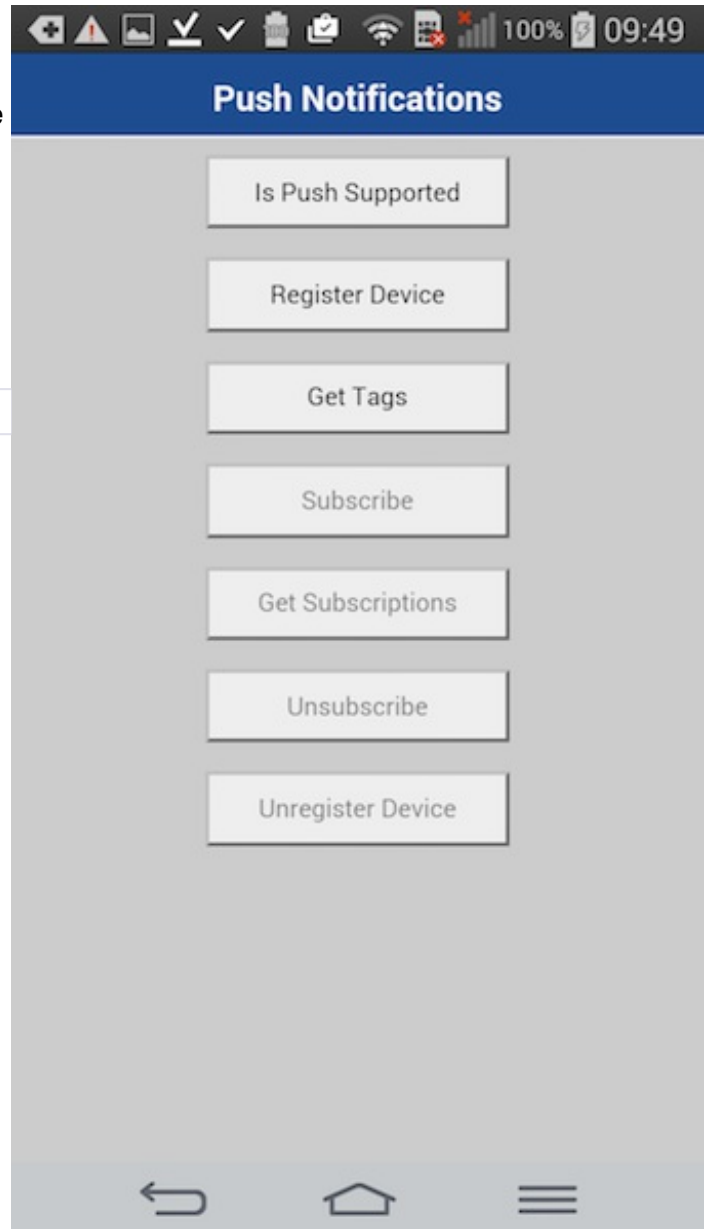 100% 09:49
Push Notifications
e
Is Push Supported
Register Device
Get Tags
Subscribe
Get Subscriptions
Unsubscribe
Unregister Device